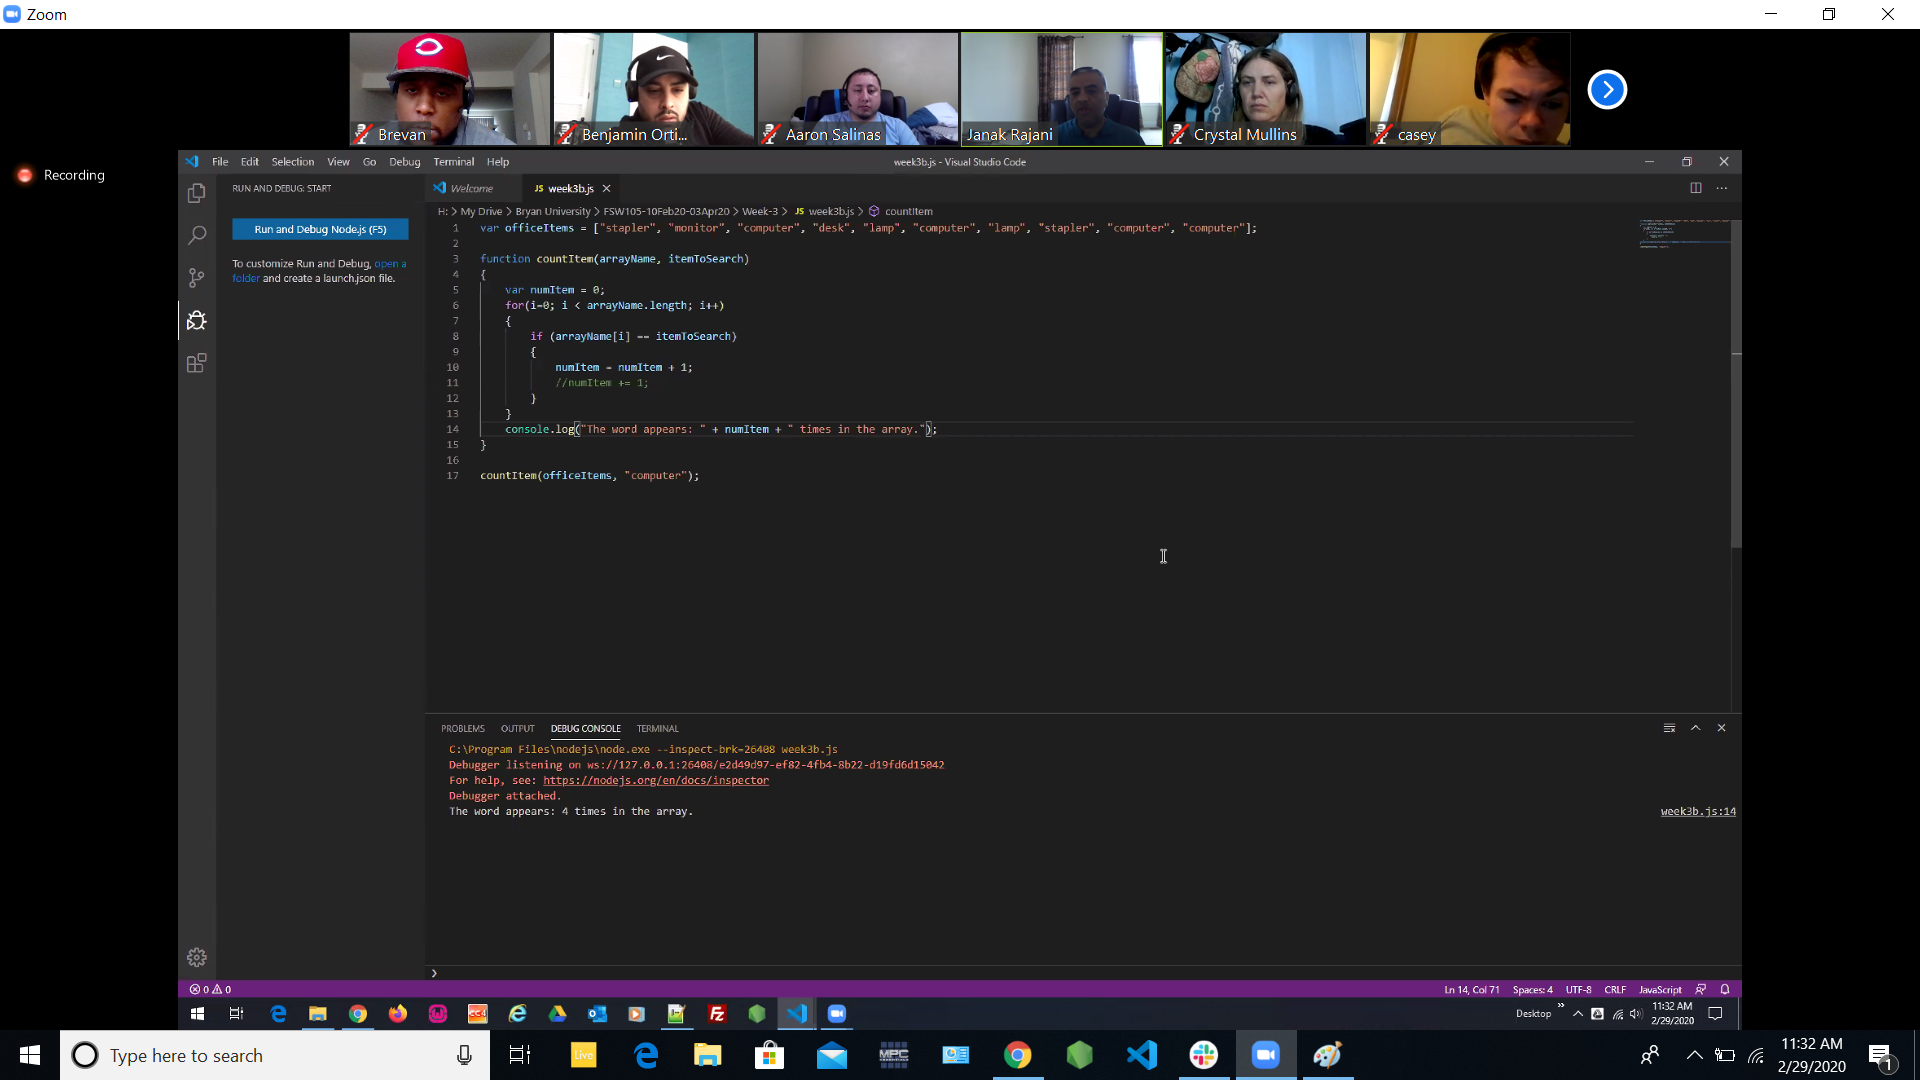 Zoom
Brevan
Benjamin Orti...
Aaron Salinas
Janak Rajani
Crystal Mullins
casey
Recording
File Edit Selection View Go Debug Terminal Help
week3b.js - Visual Studio Code
RUN AND DEBUG: START
Run and Debug Node.js (F5)
To customize Run and Debug, open a
folder and create a launch.json file.
Welcome
JS week3b.js
H: > My Drive > Bryan University > FSW105-10Feb20-03Apr20 > Week-3 > JS week3b.js > countItem
1 var officeItems = ["stapler", "monitor", "computer", "desk", "lamp", "computer", "lamp", "stapler", "computer", "computer"];
2
3 function countItem(arrayName, itemToSearch)
4 {
5 var numItem = 0;
6 for(i=0; i < arrayName.length; i++)
7 {
8 if (arrayName[i] == itemToSearch)
9 {
10 numItem = numItem + 1;
11 //numItem += 1;
12 }
13 }
14 console.log("The word appears: " + numItem + " times in the array.");
15 }
16
17 countItem(officeItems, "computer");
PROBLEMS OUTPUT DEBUG CONSOLE TERMINAL
C:\Program Files\nodejs\node.exe --inspect-brk=26408 week3b.js
Debugger listening on ws://127.0.0.1:26408/e2d49d97-ef82-4fb4-8b22-d19fd6d15042
For help, see: https://nodejs.org/en/docs/inspector
Debugger attached.
The word appears: 4 times in the array.
week3b.js:14
0 0
Ln 14, Col 71 Spaces: 4 UTF-8 CRLF JavaScript
CC4
Fz
Desktop
11:32 AM
2/29/2020
Type here to search
Live
MPC
11:32 AM
2/29/2020
1